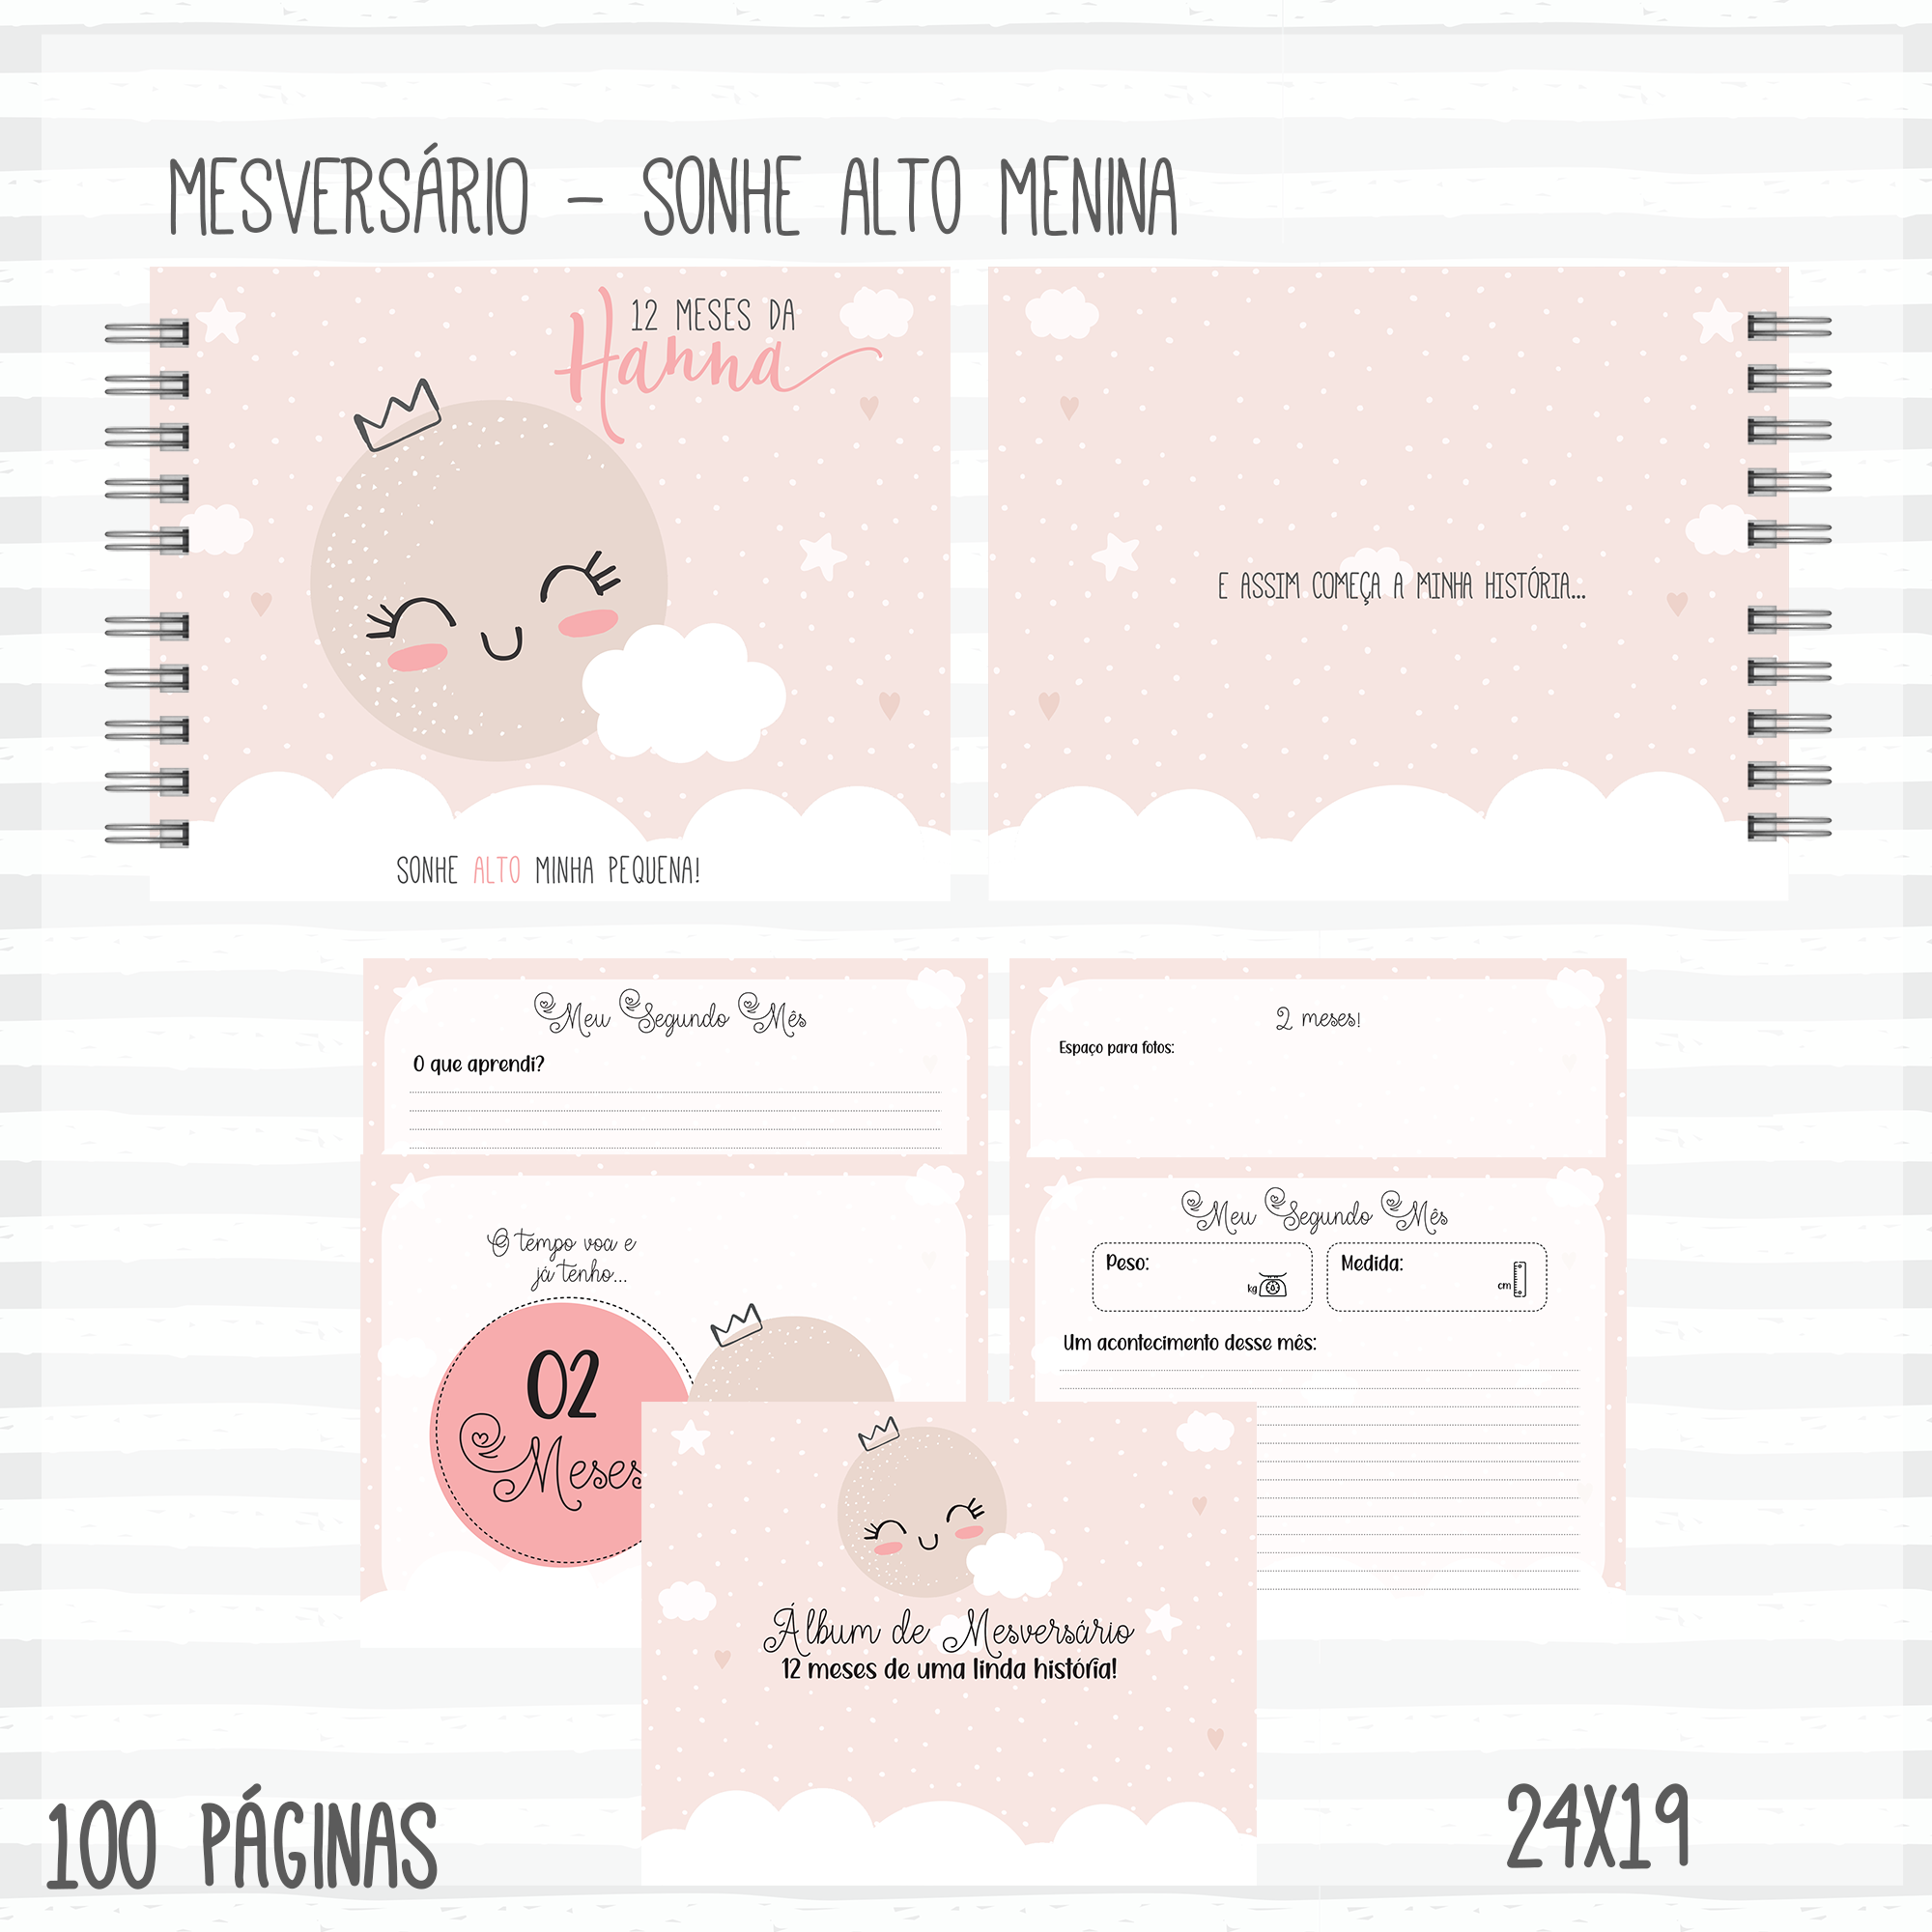 MESVERSÁRIO - SONHE ALTO MENINA
12 MESES DA
Hanna
SONHE ALTO MINHA PEQUENA!
E ASSIM COMEÇA A MINHA HISTÓRIA...
Meu Segundo Mês
O que aprendi?
2 meses!
Espaço para fotos:
O tempo voa e
já tenho...
02
Meses
Meu Segundo Mês
Peso:
kg
Medida:
cm
Um acontecimento desse mês:
Álbum de Mesversário
12 meses de uma linda história!
100 PÁGINAS
24X19